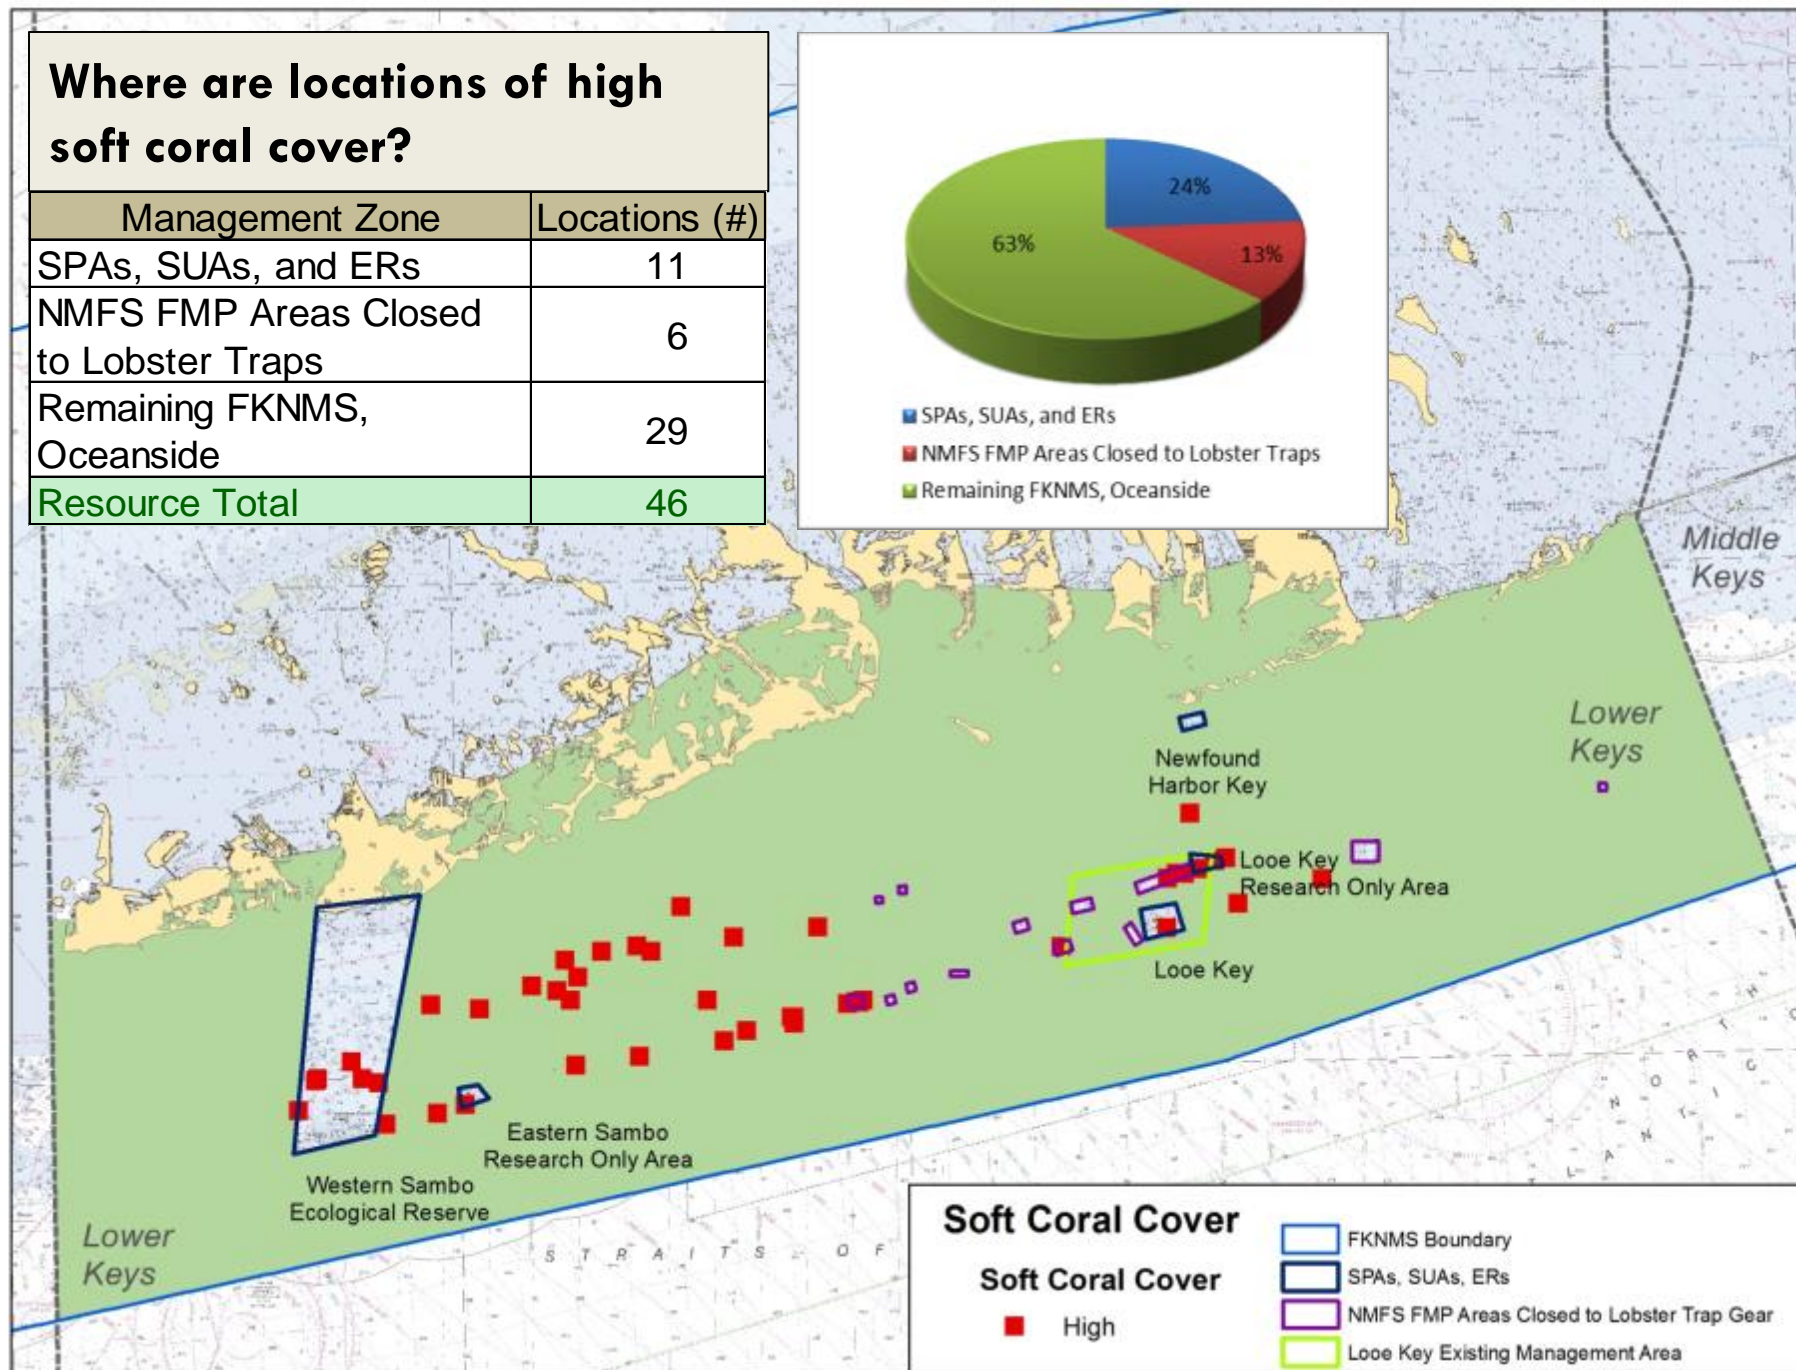 Where are locations of high
soft coral cover?
Management Zone Locations (#)
SPAs, SUAs, and ERs 11
NMFS FMP Areas Closed
to Lobster Traps 6
Remaining FKNMS,
Oceanside 29
Resource Total 46
24%
63%
13%
SPAs, SUAs, and ERs
NMFS FMP Areas Closed to Lobster Traps
Remaining FKNMS, Oceanside
Middle
Keys
Lower
Keys
Newfound
Harbor Key
Looe Key
Research Only Area
Looe Key
Eastern Sambo
Research Only Area
Western Sambo
Ecological Reserve
Lower
Keys
STRAITS OF
Soft Coral Cover
Soft Coral Cover
High
FKNMS Boundary
SPAs, SUAs, ERs
NMFS FMP Areas Closed to Lobster Trap Gear
Looe Key Existing Management Area